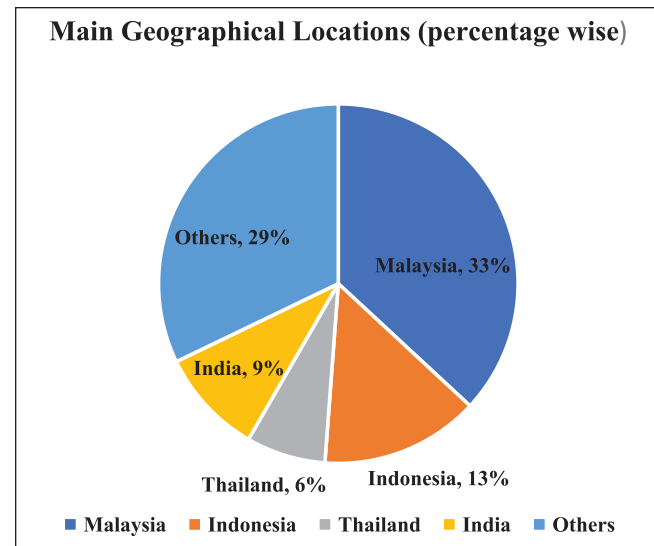 Main Geographical Locations (percentage wise)
Others, 29%
Malaysia, 33%
India, 9%
Thailand, 6%
Indonesia, 13%
Malaysia Indonesia Thailand India Others